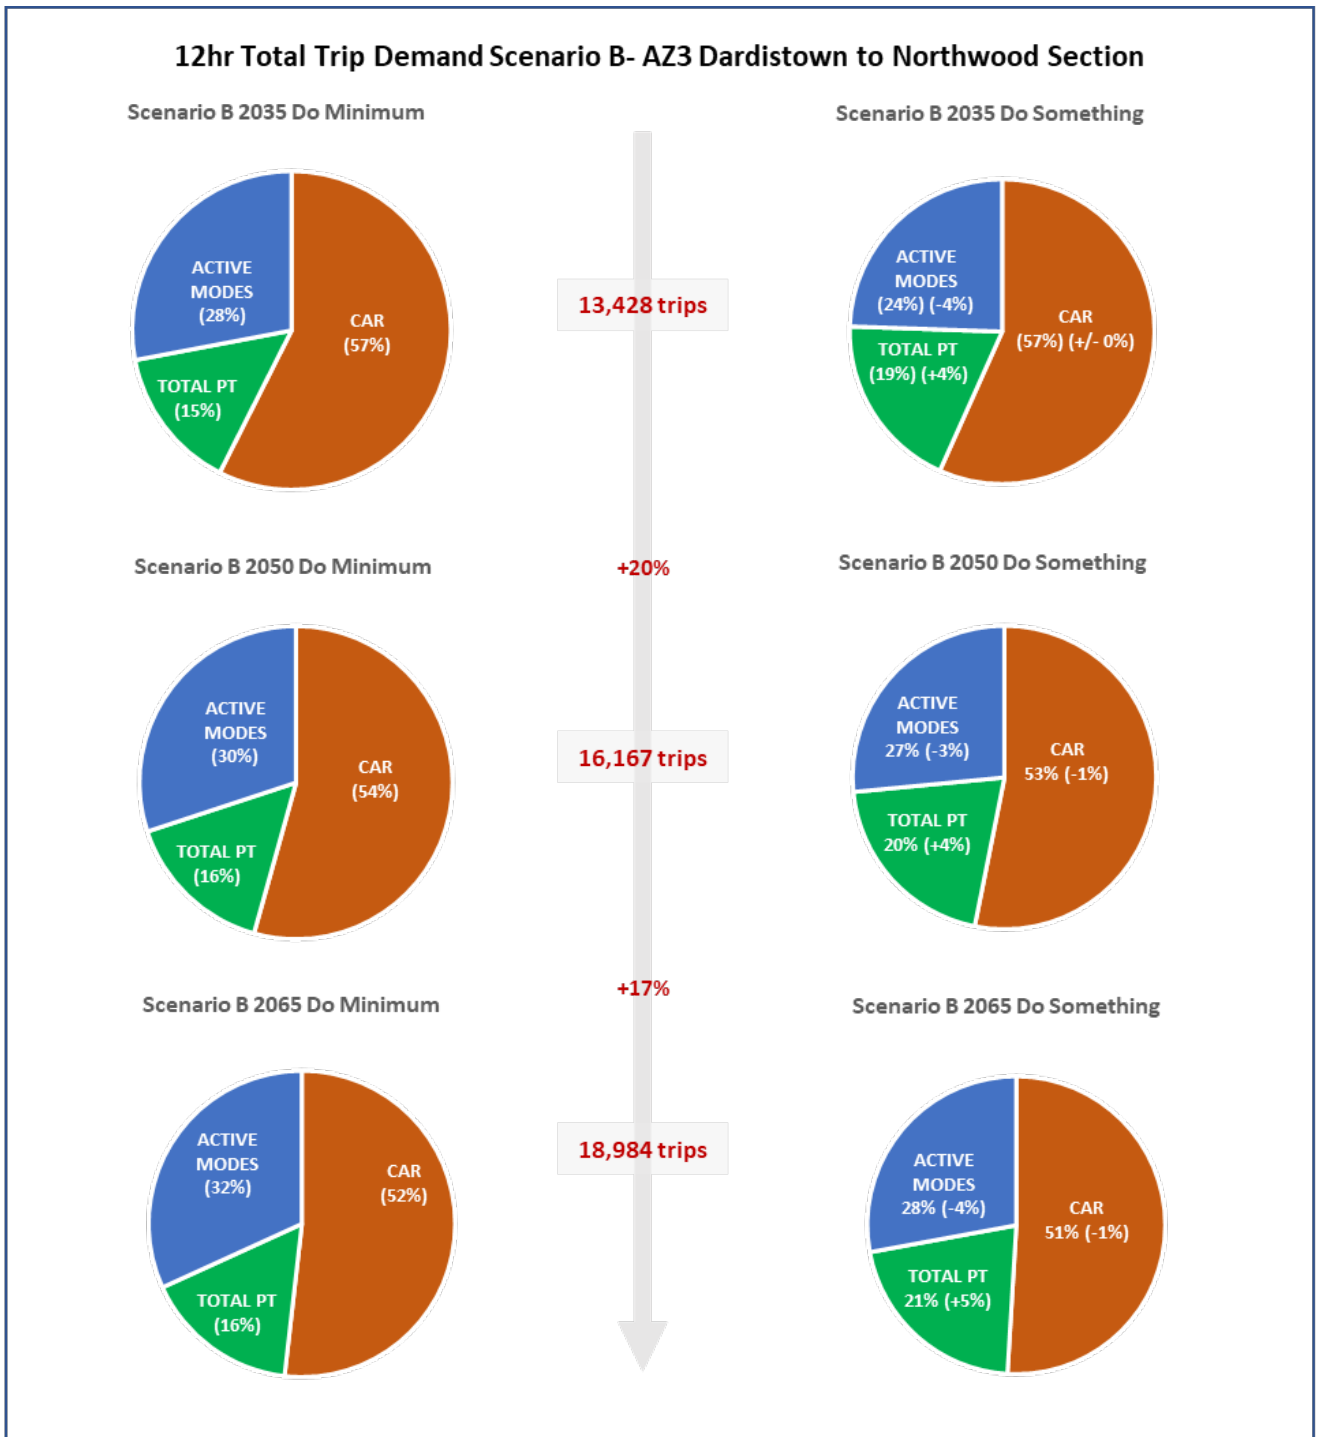 12hr Total Trip Demand Scenario B- AZ3 Dardistown to Northwood Section
Scenario B 2035 Do Minimum
ACTIVE
MODES
(28%)
CAR
(57%)
TOTAL PT
(15%)
13,428 trips
Scenario B 2035 Do Something
ACTIVE
MODES
(24%) (-4%)
CAR
(57%) (+/- 0%)
TOTAL PT
(19%) (+4%)
+20%
Scenario B 2050 Do Minimum
ACTIVE
MODES
(30%)
CAR
(54%)
TOTAL PT
(16%)
16,167 trips
Scenario B 2050 Do Something
ACTIVE
MODES
27% (-3%)
CAR
53% (-1%)
TOTAL PT
20% (+4%)
+17%
Scenario B 2065 Do Minimum
ACTIVE
MODES
(32%)
CAR
(52%)
TOTAL PT
(16%)
18,984 trips
Scenario B 2065 Do Something
ACTIVE
MODES
28% (-4%)
CAR
51% (-1%)
TOTAL PT
21% (+5%)